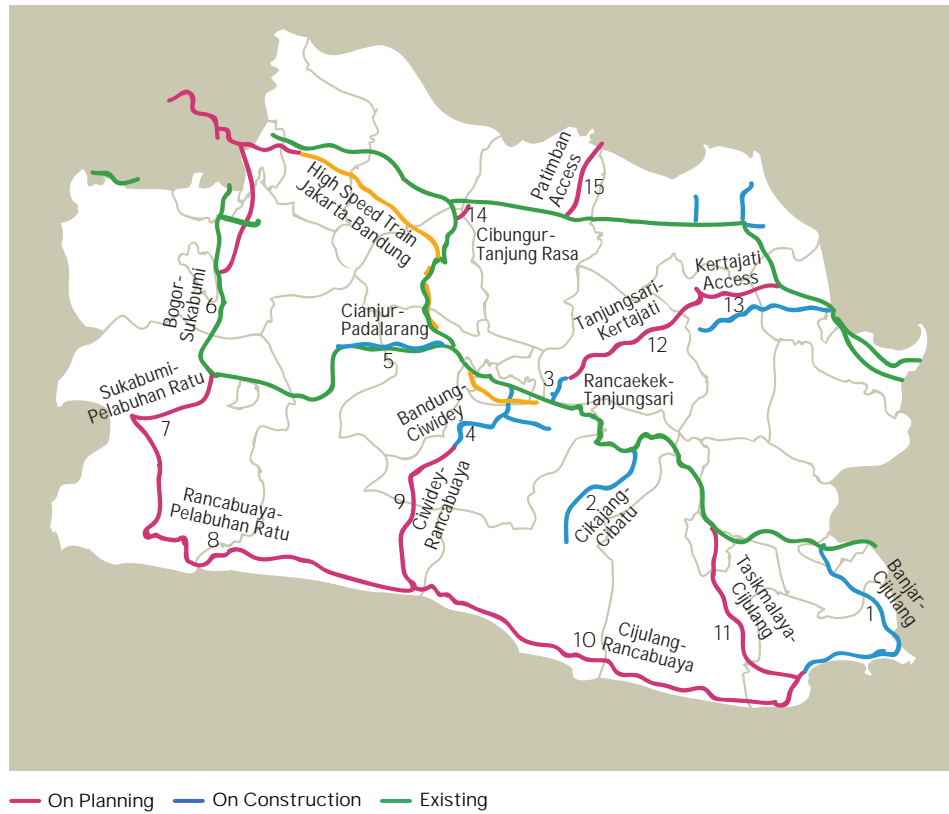 Patimban
Access
15
High Speed Train
Jakarta-Bandung
14
Cibungur-
Tanjung Rasa
Bogor-
Sukabumi
6
Kertajati
Access
13
Tanjungsari-
Kertajati
12
Cianjur-
Padalarang
5
3
Rancaekek-
Tanjungsari
Sukabumi-
Pelabuhan Ratu
7
Bandung-
Ciwidey
4
Rancabuaya-
Pelabuhan Ratu
8
9
Ciwidey-
Rancabuaya
2
Cikajang-
Cibatu
Banjar-
Cijulang
1
Tasikmalaya-
Cijulang
11
10
Cijulang-
Rancabuaya
On Planning
On Construction
Existing